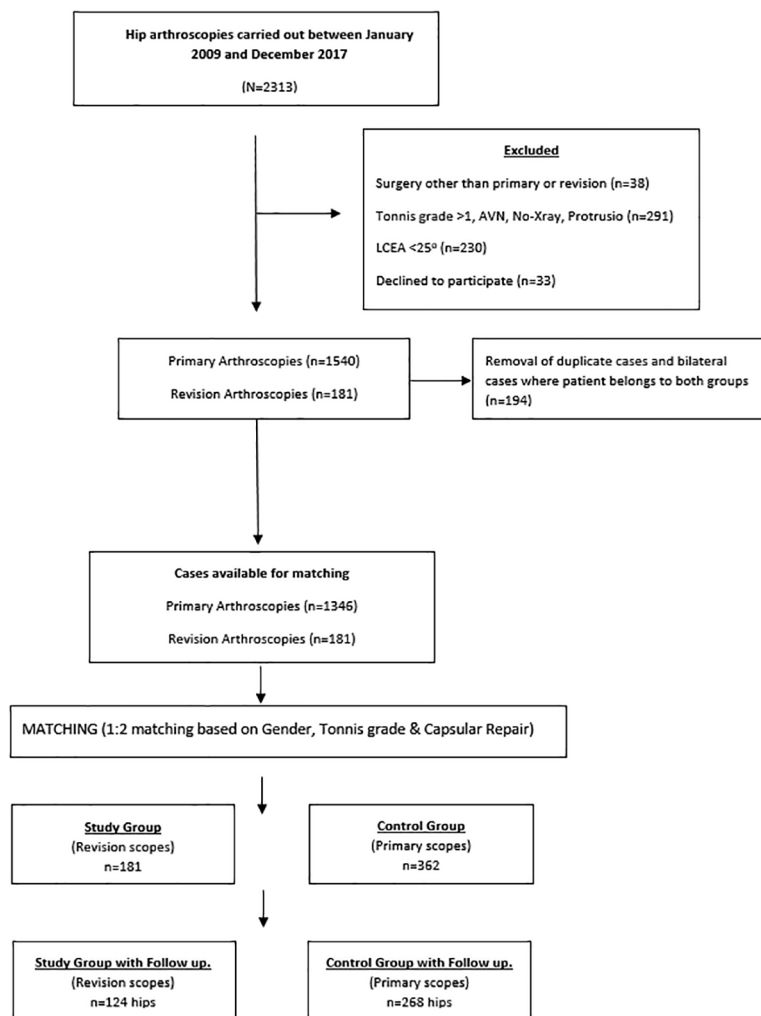 Hip arthroscopies carried out between January
2009 and December 2017
(N=2313)
Excluded
Surgery other than primary or revision (n=38)
Tonnis grade >1, AVN, No-Xray, Protrusio (n=291)
LCEA <25º (n=230)
Declined to participate (n=33)
Primary Arthroscopies (n=1540)
Revision Arthroscopies (n=181)
Removal of duplicate cases and bilateral
cases where patient belongs to both groups
(n=194)
Cases available for matching
Primary Arthroscopies (n=1346)
Revision Arthroscopies (n=181)
MATCHING (1:2 matching based on Gender, Tonnis grade & Capsular Repair)
Study Group
(Revision scopes)
n=181
Control Group
(Primary scopes)
n=362
Study Group with Follow up.
(Revision scopes)
n=124 hips
Control Group with Follow up.
(Primary scopes)
n=268 hips